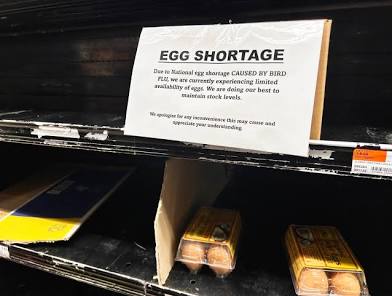 EGG SHORTAGE
Due to National egg shortage CAUSED BY BIRD
FLU, we are currently experiencing limited
availability of eggs. We are doing our best to
maintain stock levels.
We apologise for any inconvenience this may cause and
appreciate your understanding.